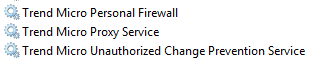 Trend Micro Personal Firewall
Trend Micro Proxy Service
Trend Micro Unauthorized Change Prevention Service